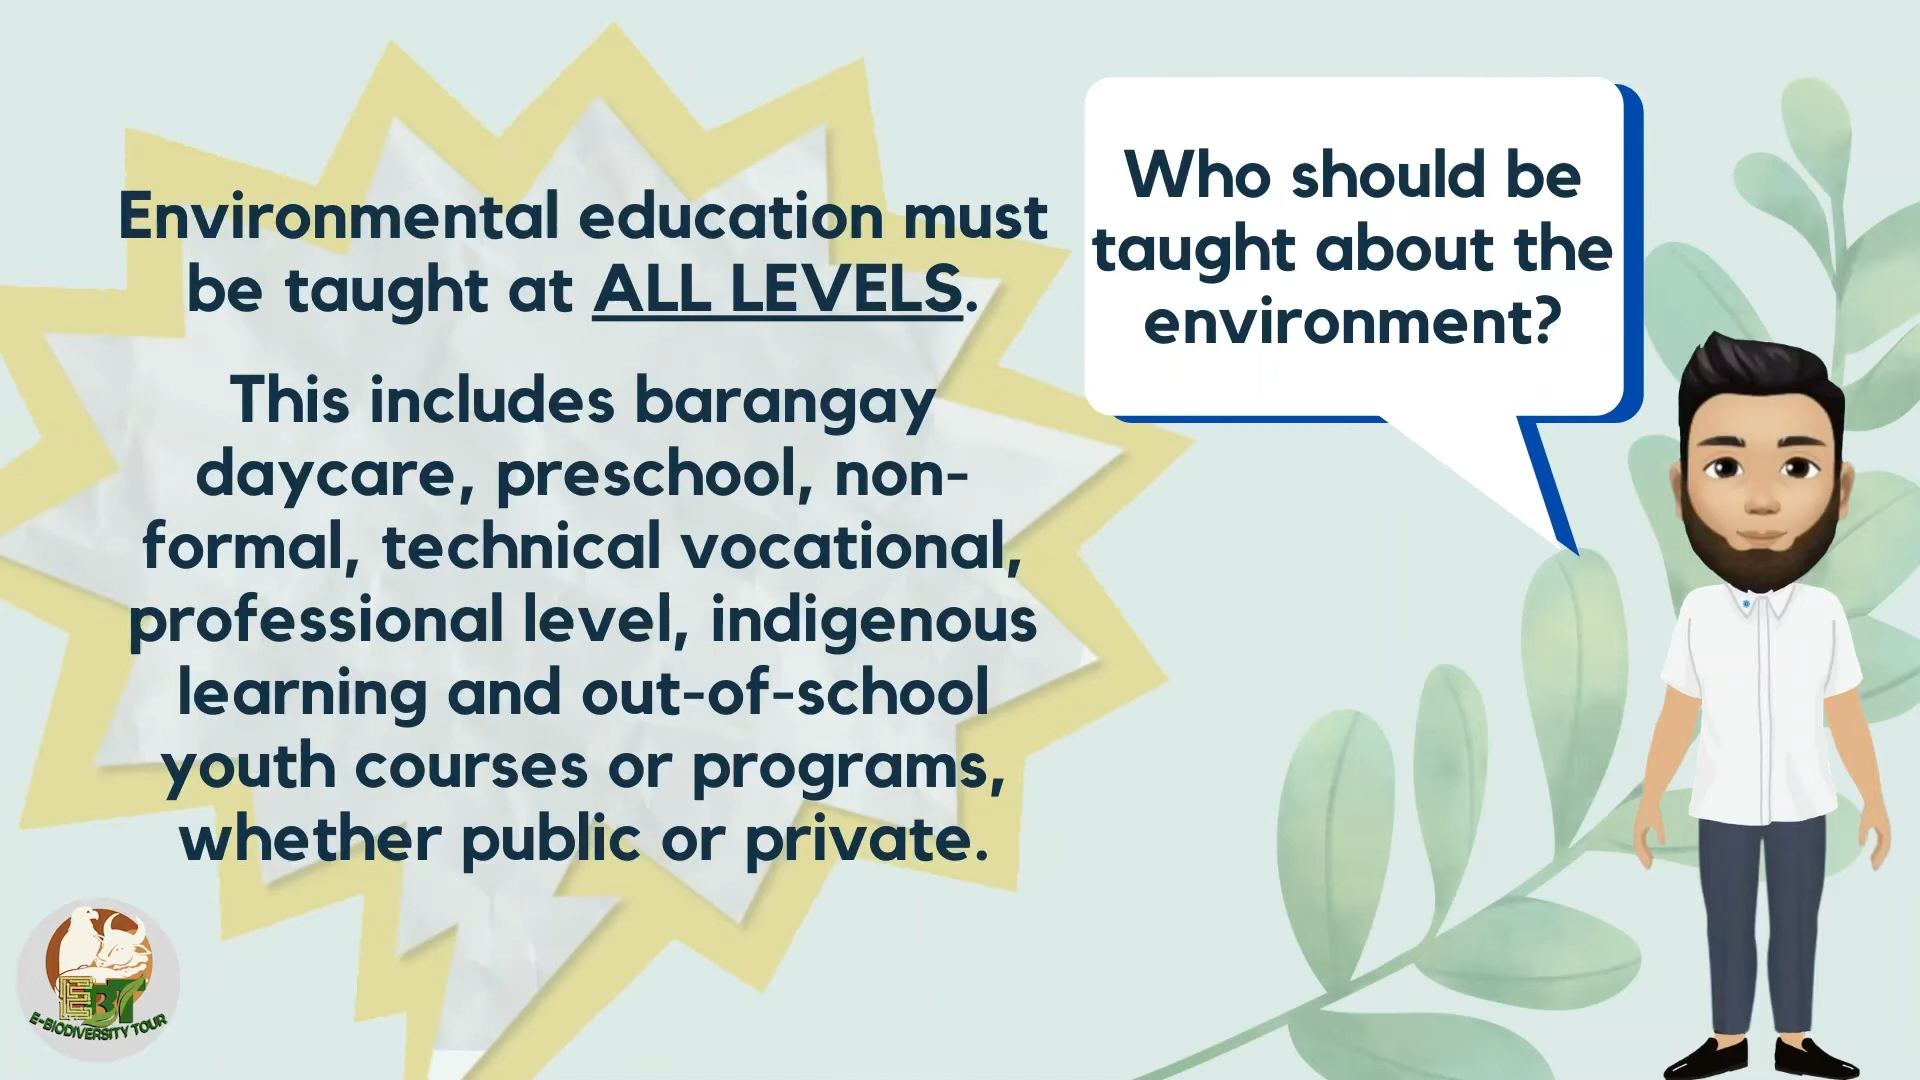 Environmental education must
be taught at ALL LEVELS.
This includes barangay
daycare, preschool, non-
formal, technical vocational,
professional level, indigenous
learning and out-of-school
youth courses or programs,
whether public or private.
Who should be
taught about the
environment?
EBT
E-BIODIVERSITY TOUR